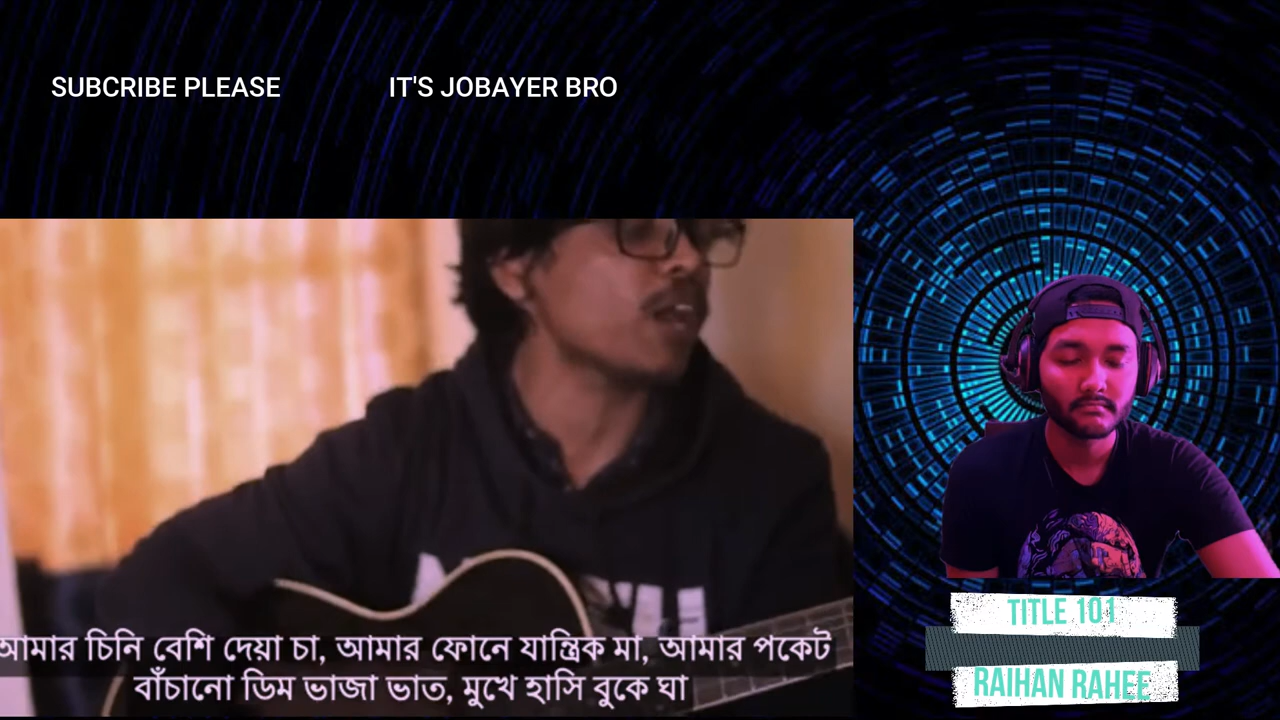 SUBCRIBE PLEASE
IT'S JOBAYER BRO
আমার চিনি বেশি দেয়া চা, আমার ফোনে যান্ত্রিক মা, আমার পকেট
বাঁচানো ডিম ভাজা ভাত, মুখে হাসি বুকে ঘা
TITLE 101
RAIHAN RAHEE